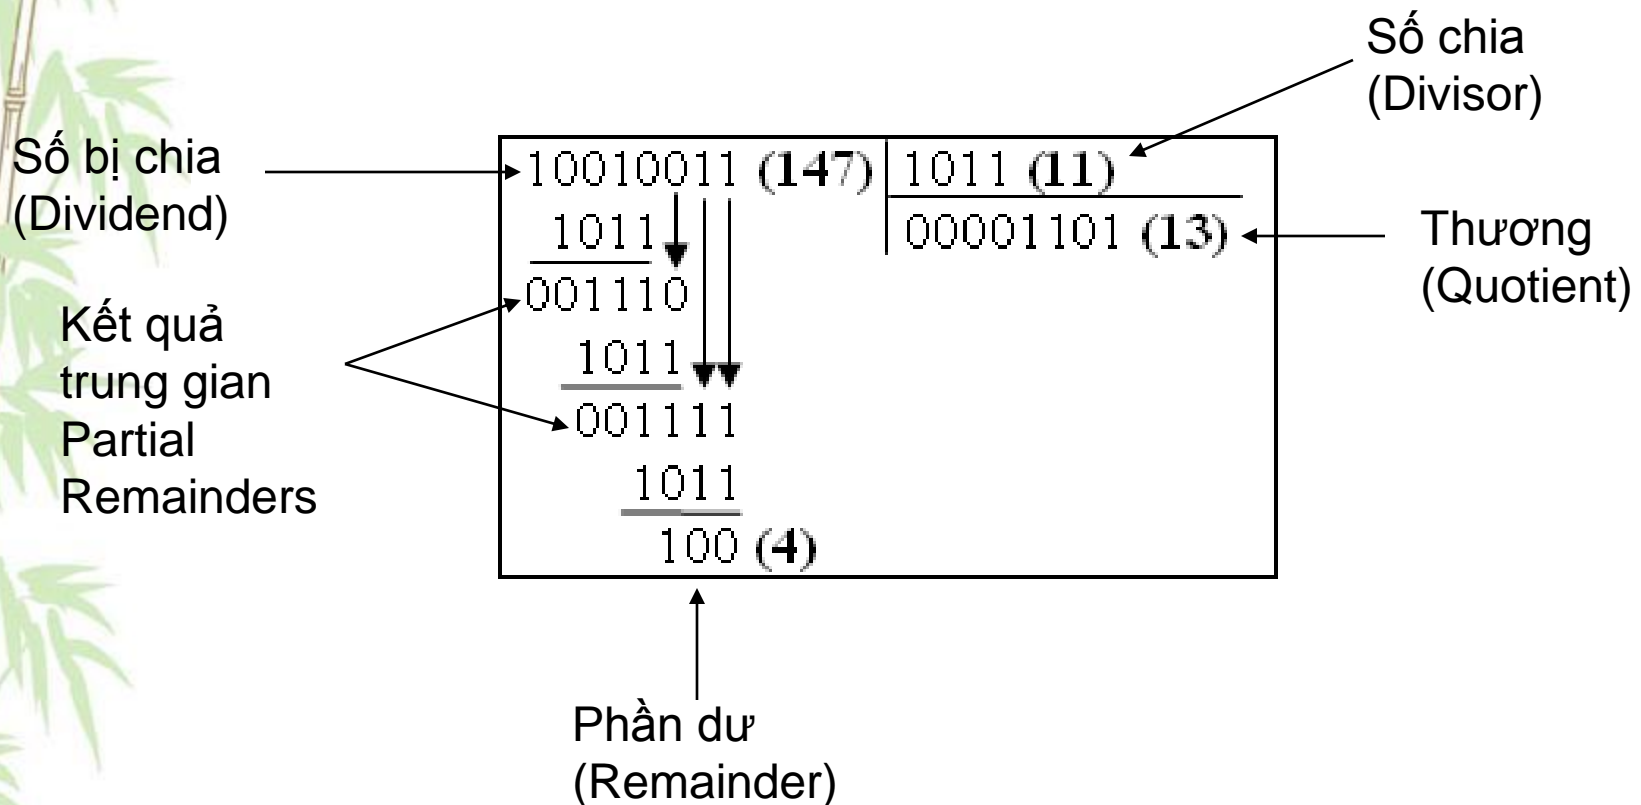 Số chia
(Divisor)
Số bị chia
(Dividend)
10010011 (147) 1011 (11)
1011 00001101 (13)
Thương
(Quotient)
001110
Kết quả
trung gian
Partial
Remainders
1011
001111
1011
100 (4)
Phần dư
(Remainder)